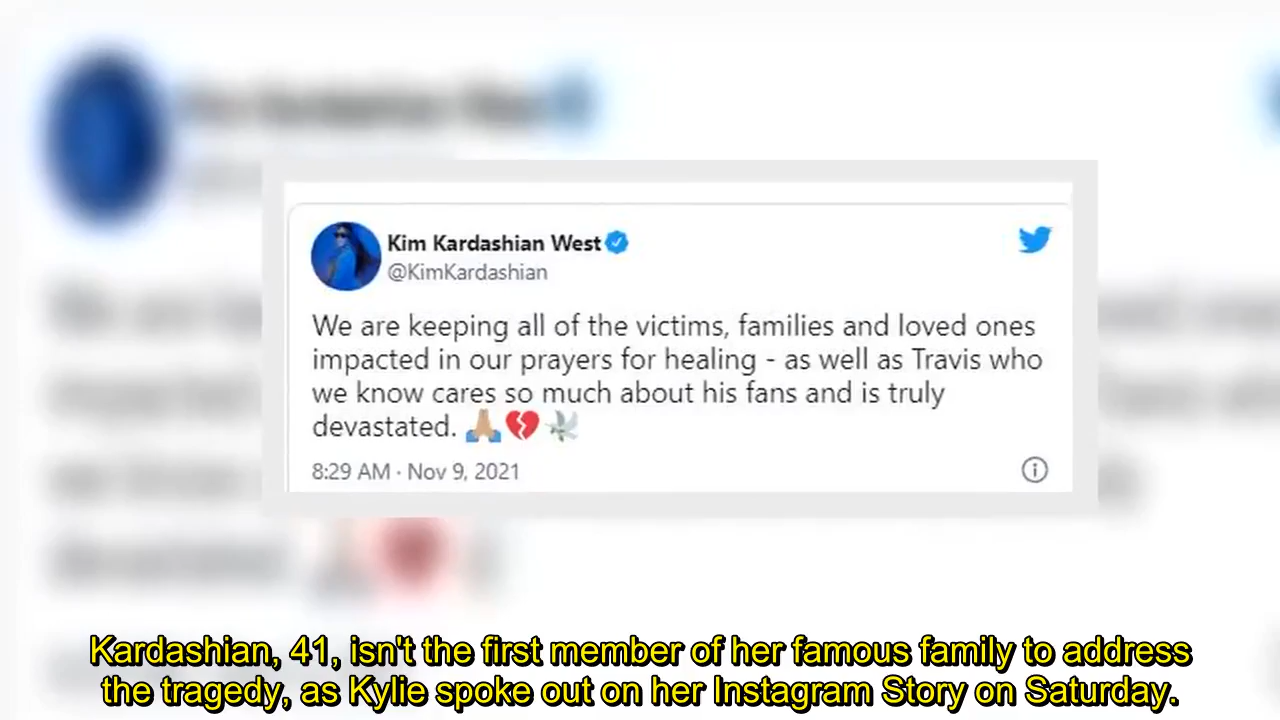 Kim Kardashian West
@KimKardashian
We are keeping all of the victims, families and loved ones
impacted in our prayers for healing - as well as Travis who
we know cares so much about his fans and is truly
devastated. 🙏🏼💔🕊
8:29 AM · Nov 9, 2021
Kardashian, 41, isn't the first member of her famous family to address
the tragedy, as Kylie spoke out on her Instagram Story on Saturday.